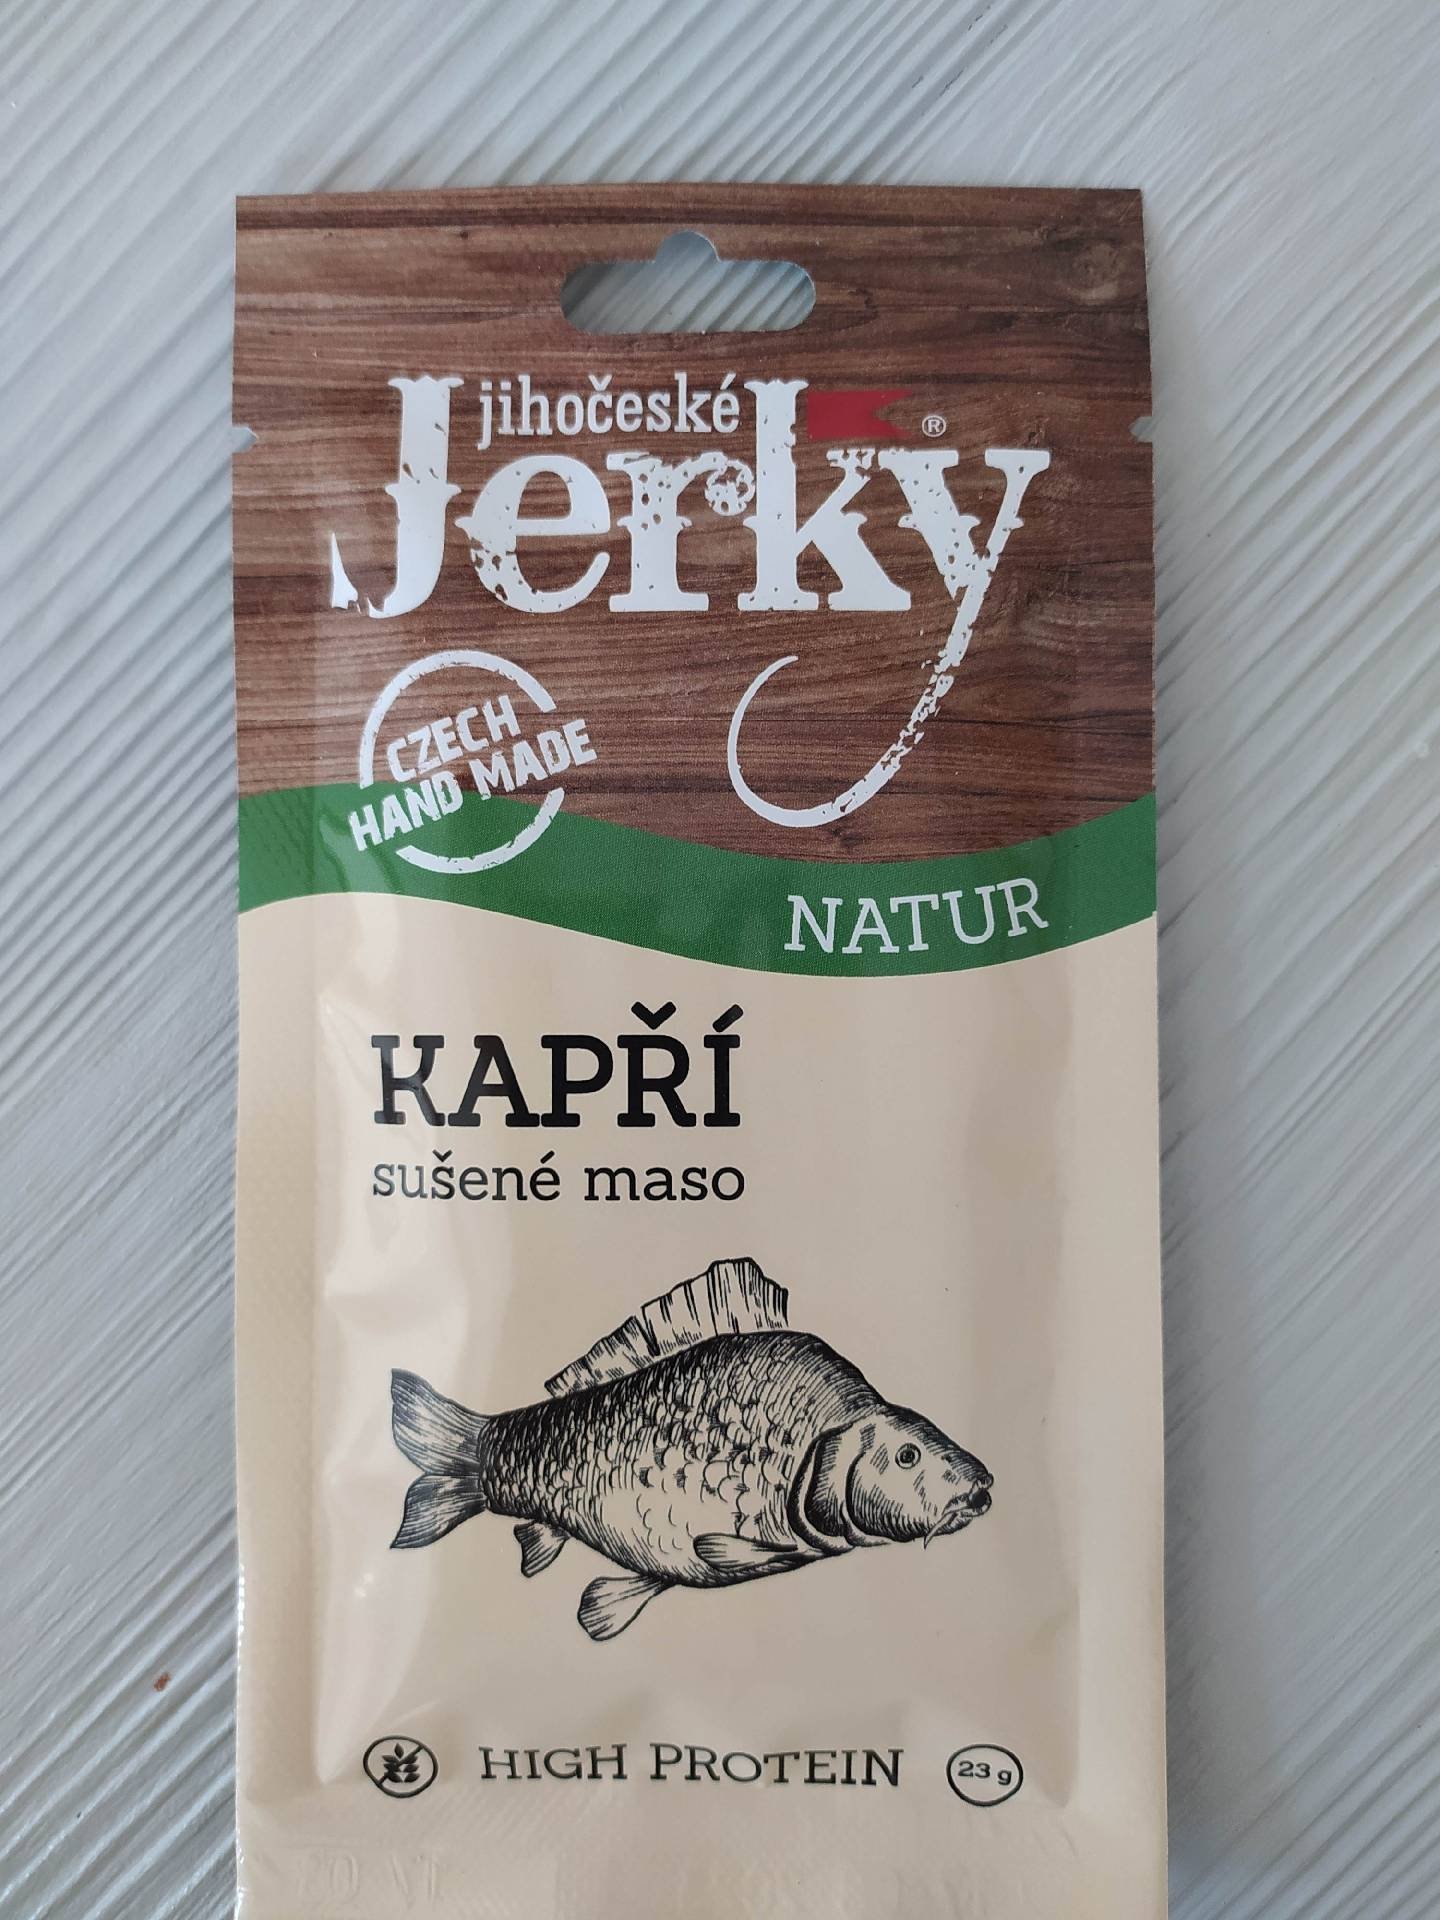 jihočeské
Jerky ®
CZECH
HAND MADE
NATUR
KAPŘÍ
sušené maso
HIGH PROTEIN 23 g